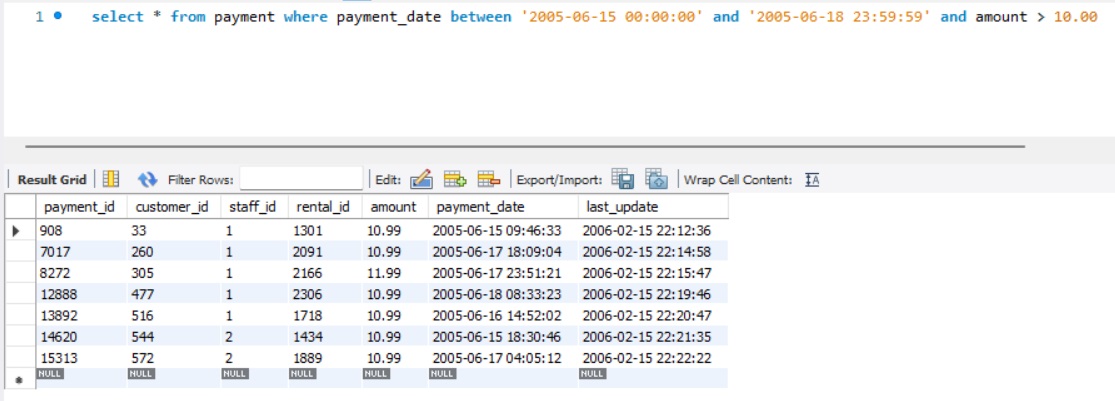 1 select * from payment where payment_date between '2005-06-15 00:00:00' and '2005-06-18 23:59:59' and amount > 10.00
Result Grid Filter Rows: Edit: Export/Import: Wrap Cell Content: IA
payment_id customer_id staff_id rental_id amount payment_date last_update
908 33 1 1301 10.99 2005-06-15 09:46:33 2006-02-15 22:12:36
7017 260 1 2091 10.99 2005-06-17 18:09:04 2006-02-15 22:14:58
8272 305 1 2166 11.99 2005-06-17 23:51:21 2006-02-15 22:15:47
12888 477 1 2306 10.99 2005-06-18 08:33:23 2006-02-15 22:19:46
13892 516 1 1718 10.99 2005-06-16 14:52:02 2006-02-15 22:20:47
14620 544 2 1434 10.99 2005-06-15 18:30:46 2006-02-15 22:21:35
15313 572 2 1889 10.99 2005-06-17 04:05:12 2006-02-15 22:22:22
NULL NULL NULL NULL NULL NULL NULL